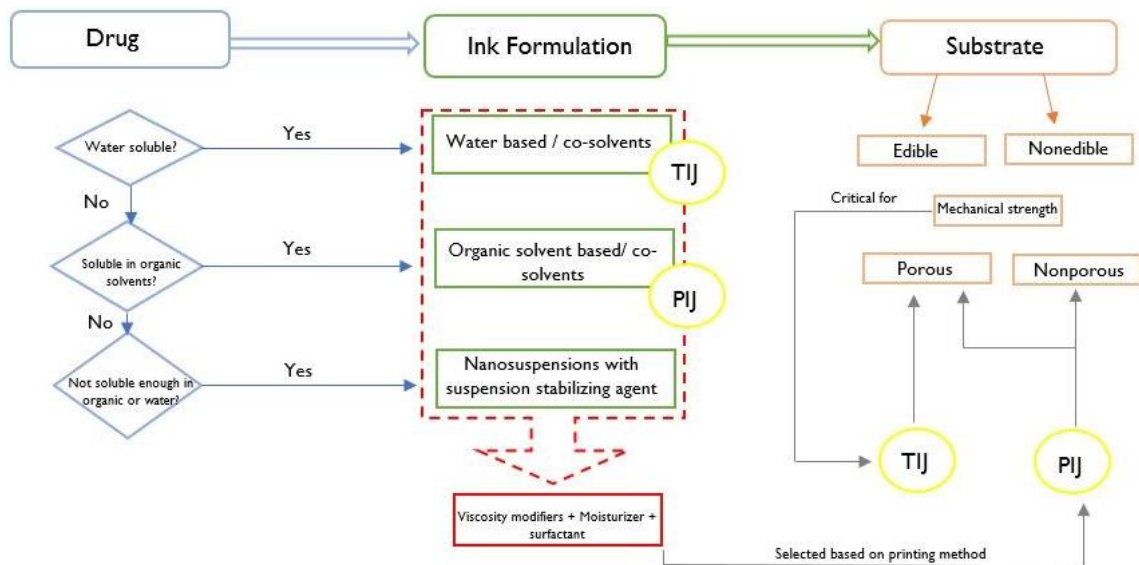 Drug
Ink Formulation
Substrate
Water soluble?
Yes
Water based / co-solvents
TIJ
Edible
Nonedible
No
Critical for
Mechanical strength
Soluble in organic
solvents?
Yes
Organic solvent based/ co-
solvents
PIJ
Porous
Nonporous
No
Not soluble enough in
organic or water?
Yes
Nanosuspensions with
suspension stabilizing agent
TIJ
PIJ
Viscosity modifiers + Moisturizer +
surfactant
Selected based on printing method